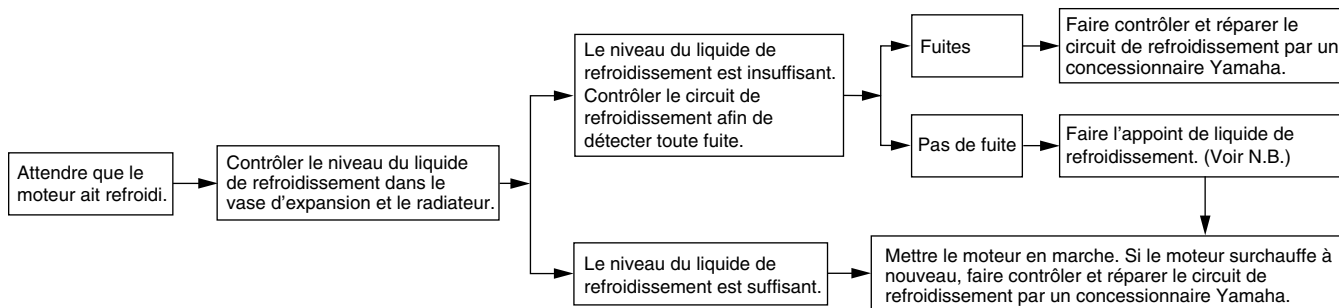 Attendre que le
moteur ait refroidi.
Contrôler le niveau du liquide
de refroidissement dans le
vase d’expansion et le radiateur.
Le niveau du liquide de
refroidissement est insuffisant.
Contrôler le circuit de
refroidissement afin de
détecter toute fuite.
Fuites
Faire contrôler et réparer le
circuit de refroidissement par un
concessionnaire Yamaha.
Pas de fuite
Faire l’appoint de liquide de
refroidissement. (Voir N.B.)
Le niveau du liquide de
refroidissement est suffisant.
Mettre le moteur en marche. Si le moteur surchauffe à
nouveau, faire contrôler et réparer le circuit de
refroidissement par un concessionnaire Yamaha.